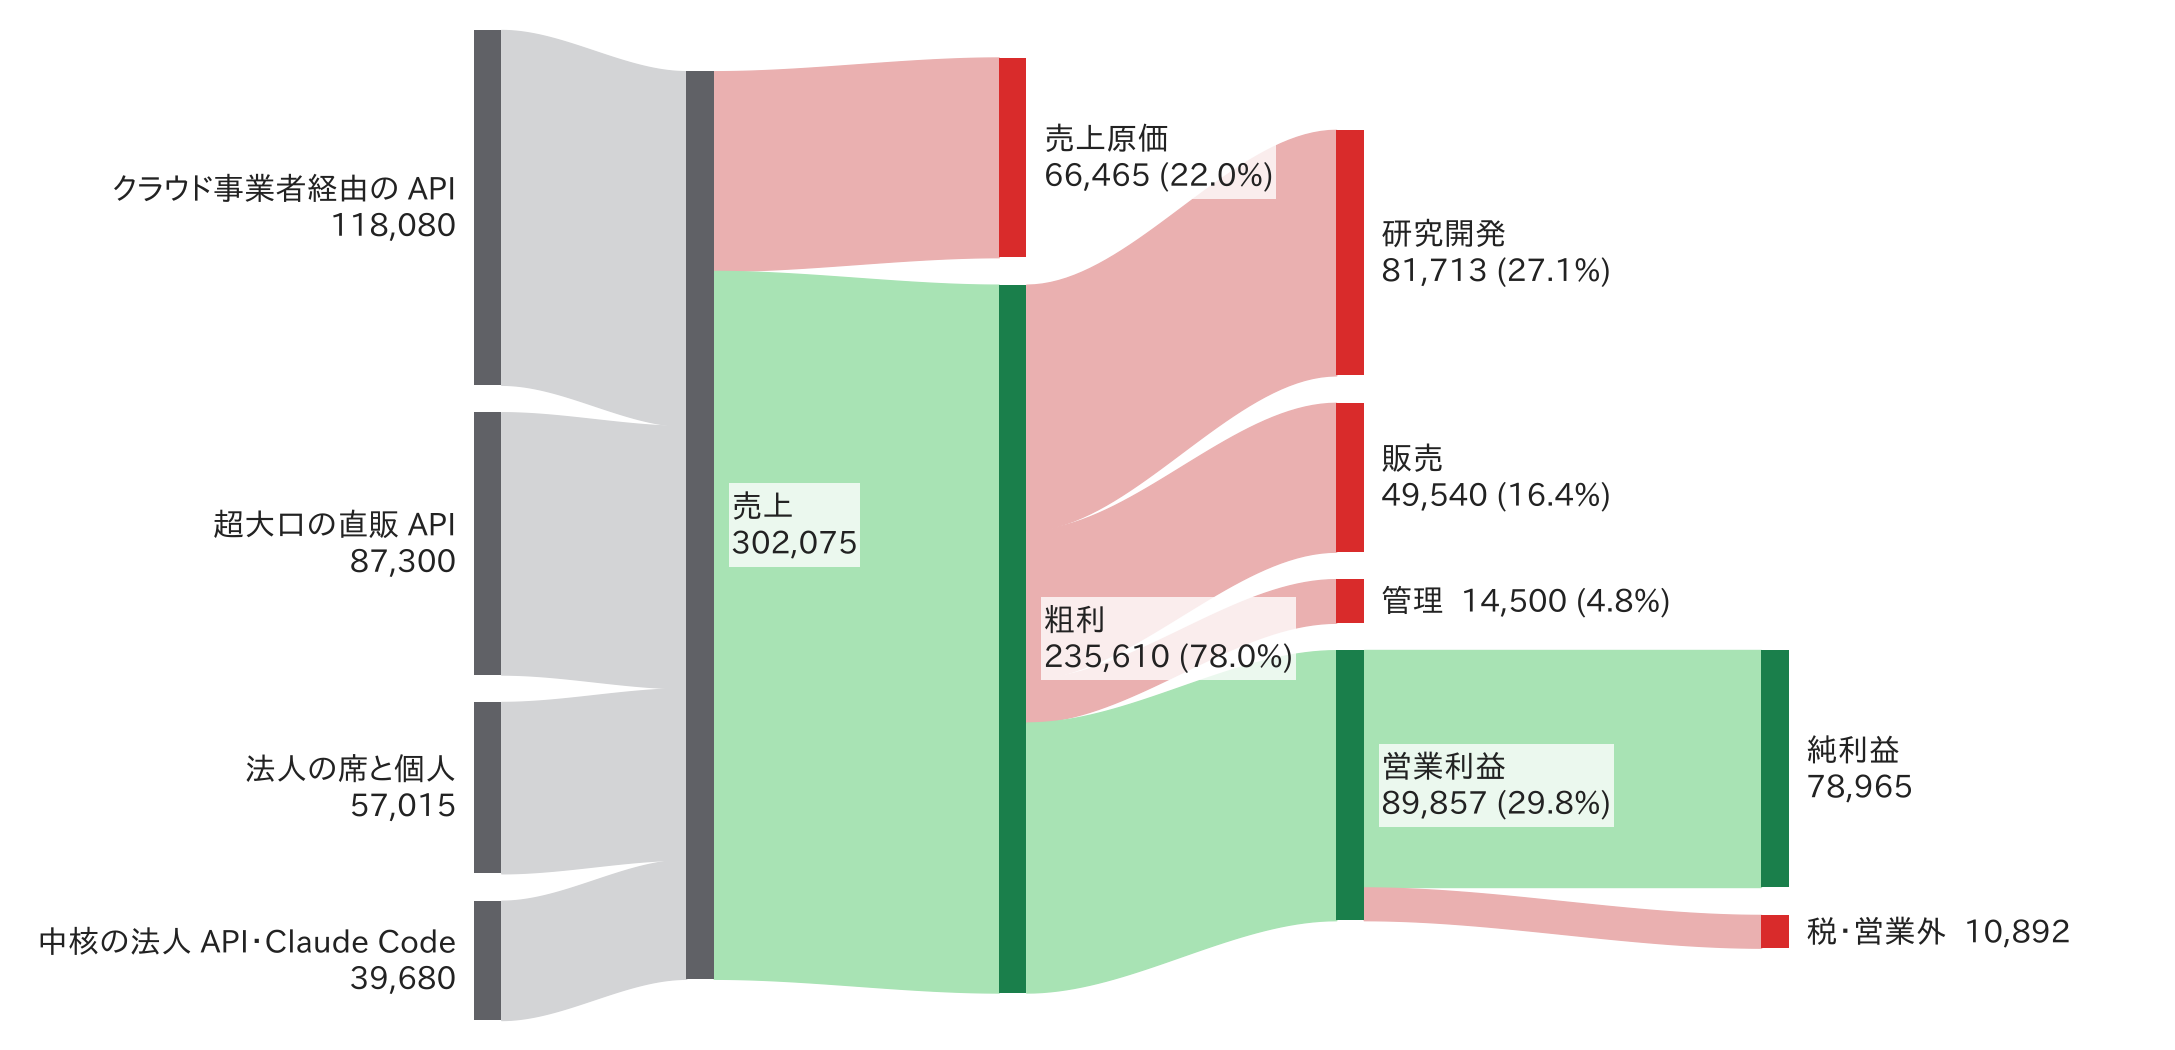 クラウド事業者経由の API
118,080
超大口の直販 API
87,300
法人の席と個人
57,015
中核の法人 API・Claude Code
39,680
売上
302,075
売上原価
66,465 (22.0%)
粗利
235,610 (78.0%)
研究開発
81,713 (27.1%)
販売
49,540 (16.4%)
管理 14,500 (4.8%)
営業利益
89,857 (29.8%)
純利益
78,965
税・営業外 10,892